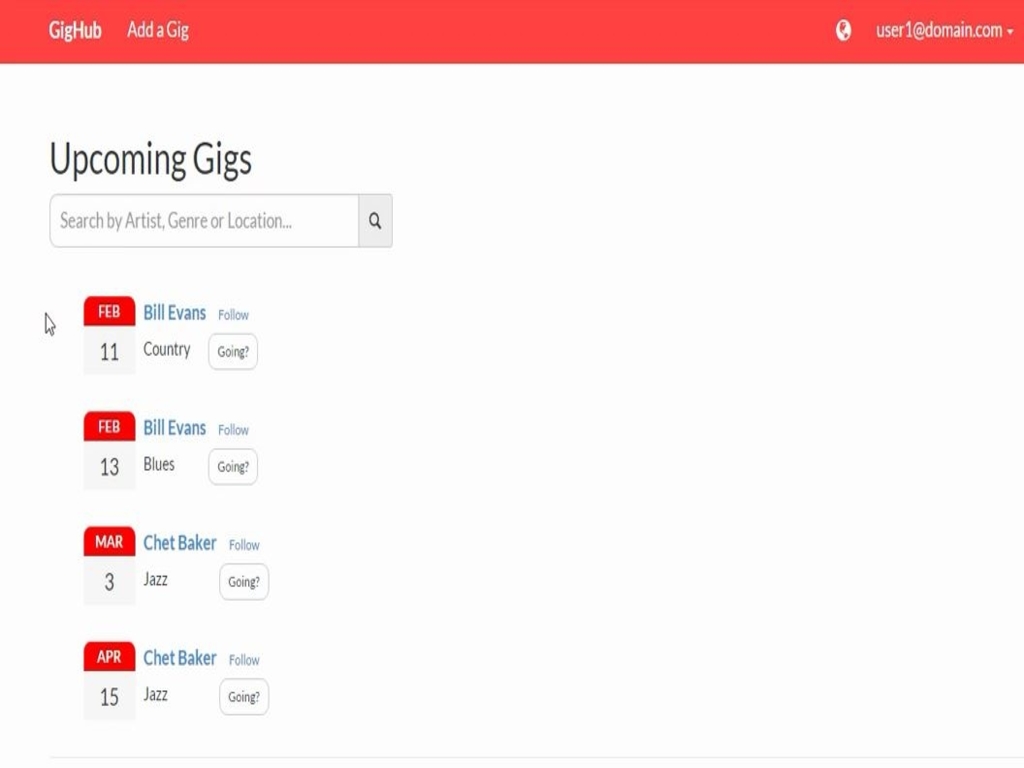 GigHub Add a Gig user1@domain.com
Upcoming Gigs
Search by Artist, Genre or Location...
FEB Bill Evans Follow
11 Country Going?
FEB Bill Evans Follow
13 Blues Going?
MAR Chet Baker Follow
3 Jazz Going?
APR Chet Baker Follow
15 Jazz Going?